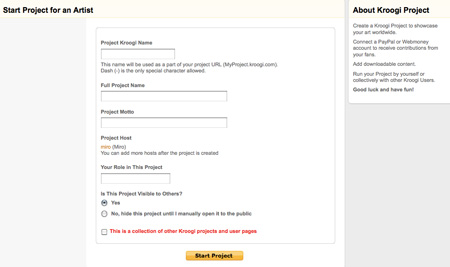 Start Project for an Artist
Project Kroogi Name
This name will be used as a part of your project URL (MyProject.kroogi.com).
Dash (-) is the only special character allowed.
Full Project Name
Project Motto
Project Host
miro (Miro)
You can add more hosts after the project is created
Your Role in This Project
Is This Project Visible to Others?
Yes
No, hide this project until I manually open it to the public
This is a collection of other Kroogi projects and user pages
Start Project
About Kroogi Project
Create a Kroogi Project to showcase
your art worldwide.
Connect a PayPal or Webmoney
account to receive contributions from
your fans.
Add downloadable content.
Run your Project by yourself or
collectively with other Kroogi Users.
Good luck and have fun!